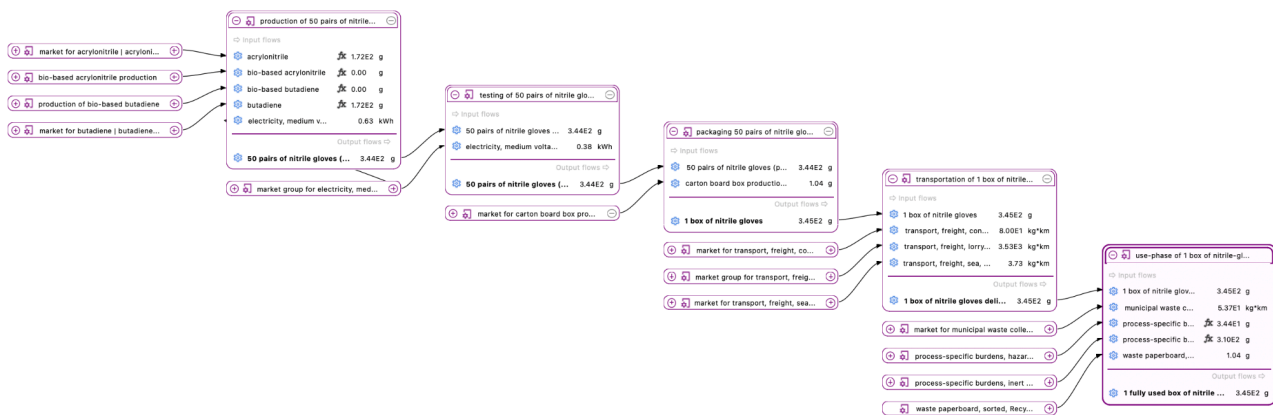 production of 50 pairs of nitrile...
Input flows
market for acrylonitrile | acryloni...
acrylonitrile fx 1.72E2 g
bio-based acrylonitrile production
bio-based acrylonitrile fx 0.00 g
production of bio-based butadiene
bio-based butadiene fx 0.00 g
market for butadiene | butadiene...
butadiene fx 1.72E2 g
electricity, medium v... 0.63 kWh
Output flows
50 pairs of nitrile gloves (... 3.44E2 g
market group for electricity, med...
testing of 50 pairs of nitrile glo...
Input flows
50 pairs of nitrile gloves ... 3.44E2 g
electricity, medium volta... 0.38 kWh
Output flows
50 pairs of nitrile gloves (... 3.44E2 g
market for carton board box pro...
packaging 50 pairs of nitrile glo...
Input flows
50 pairs of nitrile gloves (p... 3.44E2 g
carton board box productio... 1.04 g
Output flows
1 box of nitrile gloves 3.45E2 g
market for transport, freight, co...
market group for transport, freig...
market for transport, freight, sea...
transportation of 1 box of nitrile...
Input flows
1 box of nitrile gloves 3.45E2 g
transport, freight, con... 8.00E1 kg*km
transport, freight, lorry... 3.53E3 kg*km
transport, freight, sea, ... 3.73 kg*km
Output flows
1 box of nitrile gloves deli... 3.45E2 g
market for municipal waste colle...
process-specific burdens, hazar...
process-specific burdens, inert ...
waste paperboard, sorted, Recy...
use-phase of 1 box of nitrile-gl...
Input flows
1 box of nitrile glov... 3.45E2 g
municipal waste c... 5.37E1 kg*km
process-specific b... fx 3.44E1 g
process-specific b... fx 3.10E2 g
waste paperboard,... 1.04 g
Output flows
1 fully used box of nitrile ... 3.45E2 g